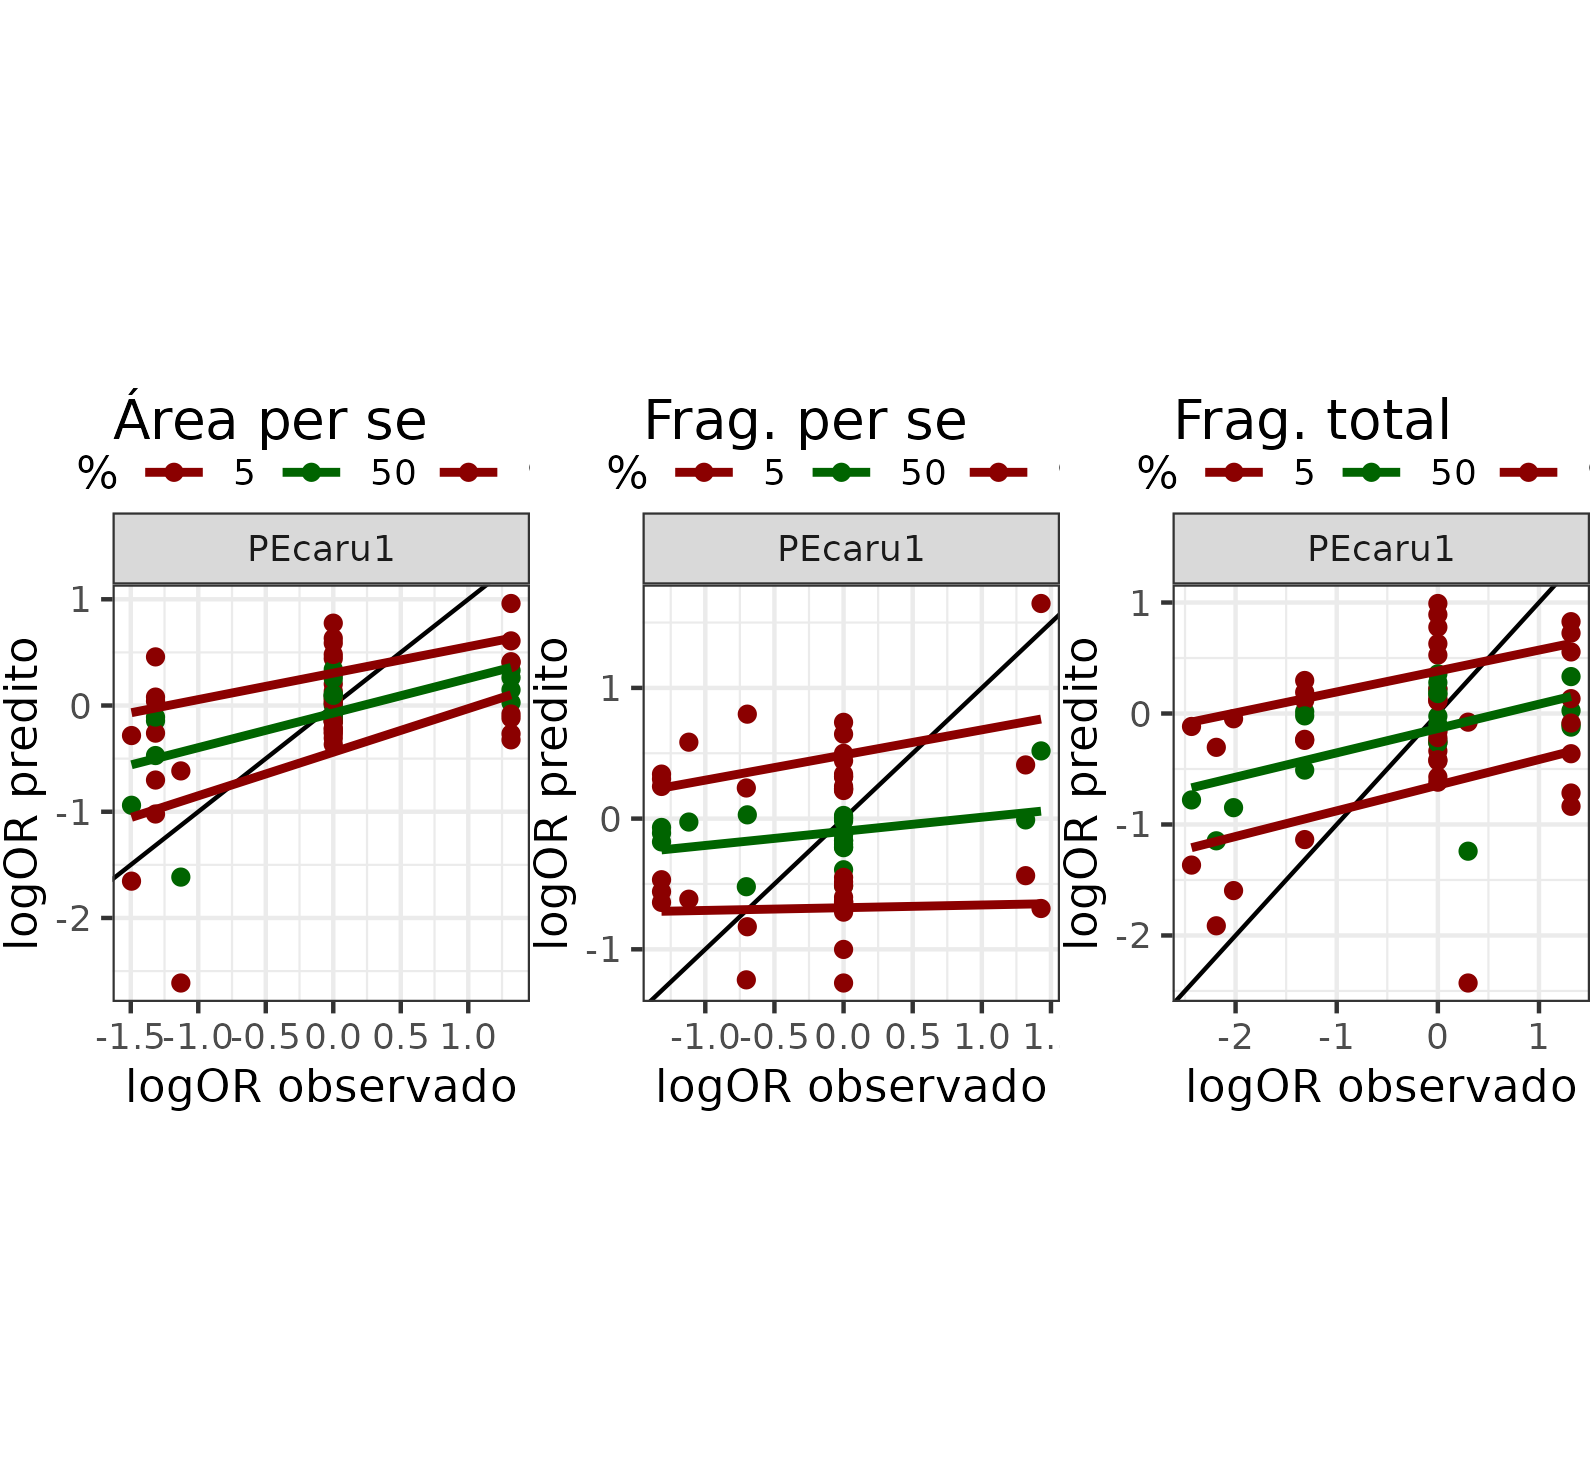 Área per se
% 5 50
PEcaru1
logOR predito
1
0
-1
-2
-1.5 -1.0 -0.5 0.0 0.5 1.0
logOR observado
Frag. per se
% 5 50
PEcaru1
logOR predito
1
0
-1
-1.0 -0.5 0.0 0.5 1.0 1.
logOR observado
Frag. total
% 5 50
PEcaru1
logOR predito
1
0
-1
-2
-2 -1 0 1
logOR observado